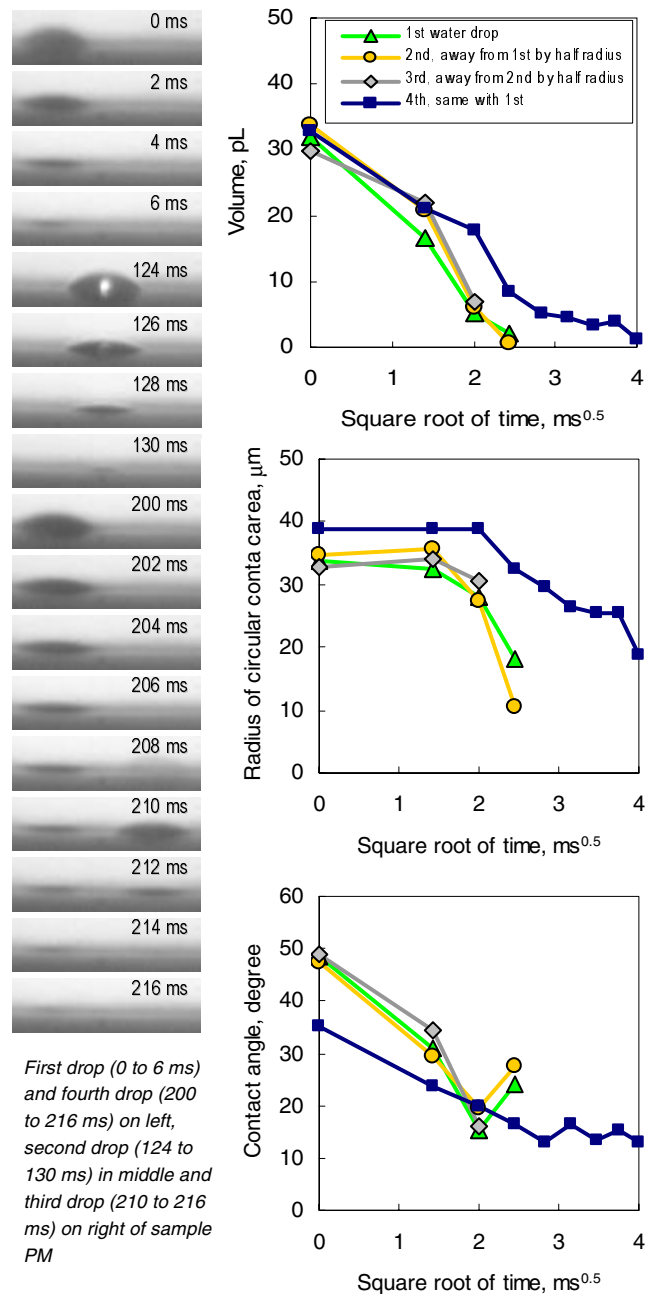 0 ms
2 ms
4 ms
6 ms
124 ms
126 ms
128 ms
130 ms
200 ms
202 ms
204 ms
206 ms
208 ms
210 ms
212 ms
214 ms
216 ms
First drop (0 to 6 ms)
and fourth drop (200
to 216 ms) on left,
second drop (124 to
130 ms) in middle and
third drop (210 to 216
ms) on right of sample
PM
1st water drop
2nd, away from 1st by half radius
3rd, away from 2nd by half radius
4th, same with 1st
Volume, pL
50
40
30
20
10
0
0 1 2 3 4
Square root of time, ms0.5
Radius of circular conta carea, μm
50
40
30
20
10
0
0 1 2 3 4
Square root of time, ms0.5
Contact angle, degree
60
50
40
30
20
10
0
0 1 2 3 4
Square root of time, ms0.5